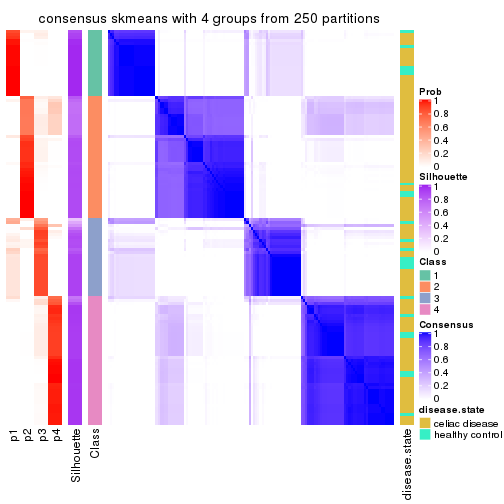 consensus skmeans with 4 groups from 250 partitions
Prob
1
0.8
0.6
0.4
0.2
0
Silhouette
1
0.8
0.6
0.4
0.2
0
Class
1
2
3
4
Consensus
1
0.8
0.6
0.4
0.2
0
disease.state
celiac disease
healthy control
p1
p2
p3
p4
Silhouette
Class
disease.state